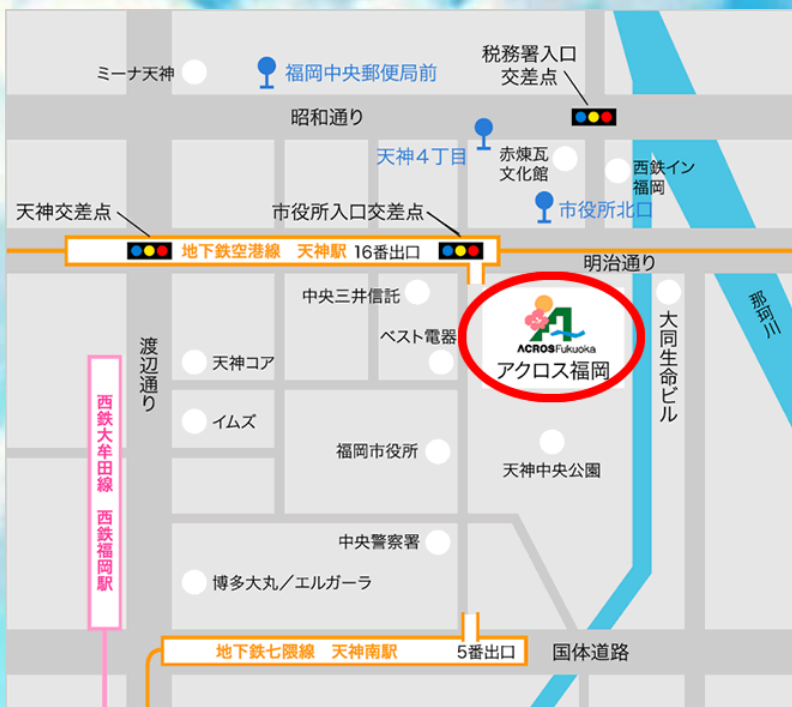 ミーナ天神
福岡中央郵便局前
税務署入口
交差点
昭和通り
天神4丁目
赤煉瓦
文化館
西鉄イン
福岡
市役所北口
天神交差点
市役所入口交差点
地下鉄空港線 天神駅 16番出口
明治通り
中央三井信託
ACROSFukuoka
アクロス福岡
ベスト電器
大同生命ビル
那珂川
渡辺通り
天神コア
イムズ
西鉄大牟田線 西鉄福岡駅
福岡市役所
天神中央公園
中央警察署
博多大丸/エルガーラ
地下鉄七隈線 天神南駅 5番出口
国体道路